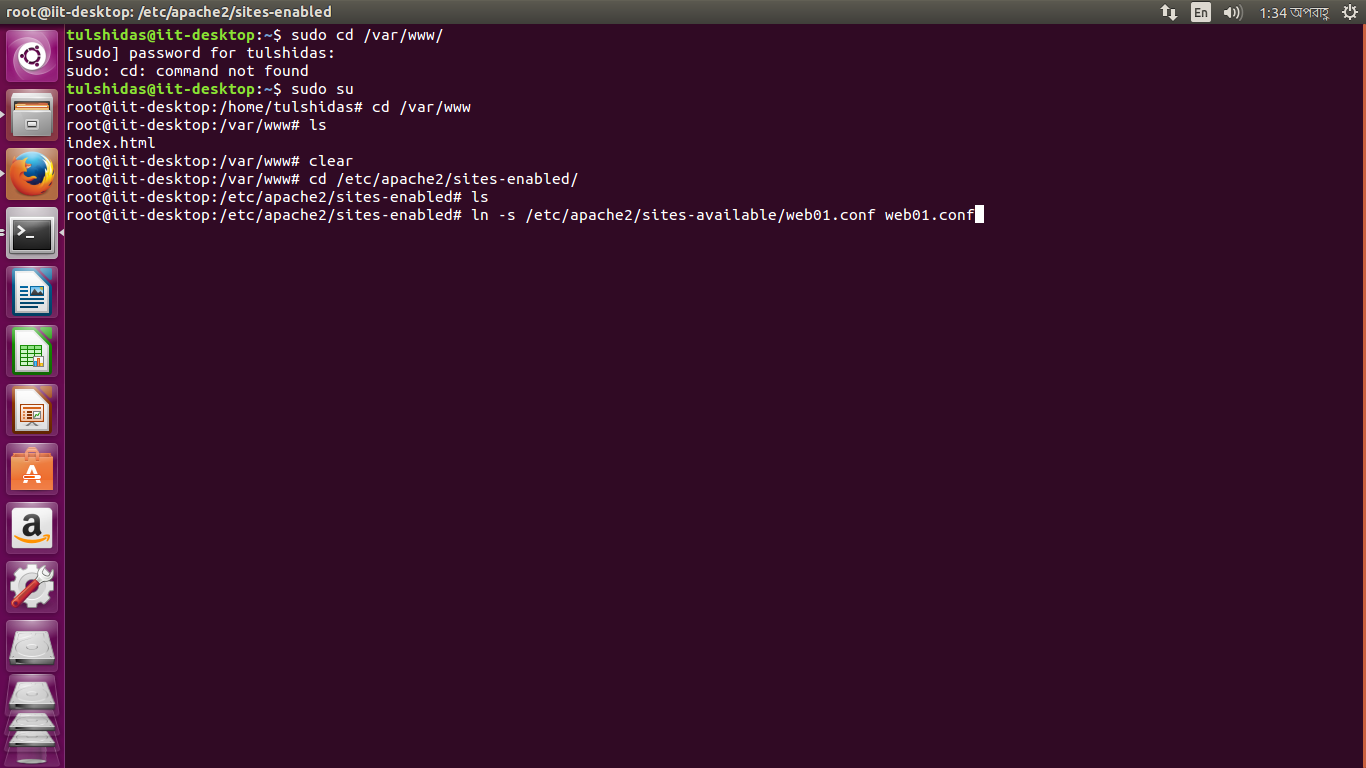 root@iit-desktop: /etc/apache2/sites-enabled
En
1:34 অপরাহ্ণ
tulshidas@iit-desktop:~$ sudo cd /var/www/
[sudo] password for tulshidas:
sudo: cd: command not found
tulshidas@iit-desktop:~$ sudo su
root@iit-desktop:/home/tulshidas# cd /var/www
root@iit-desktop:/var/www# ls
index.html
root@iit-desktop:/var/www# clear
root@iit-desktop:/var/www# cd /etc/apache2/sites-enabled/
root@iit-desktop:/etc/apache2/sites-enabled# ls
root@iit-desktop:/etc/apache2/sites-enabled# ln -s /etc/apache2/sites-available/web01.conf web01.conf